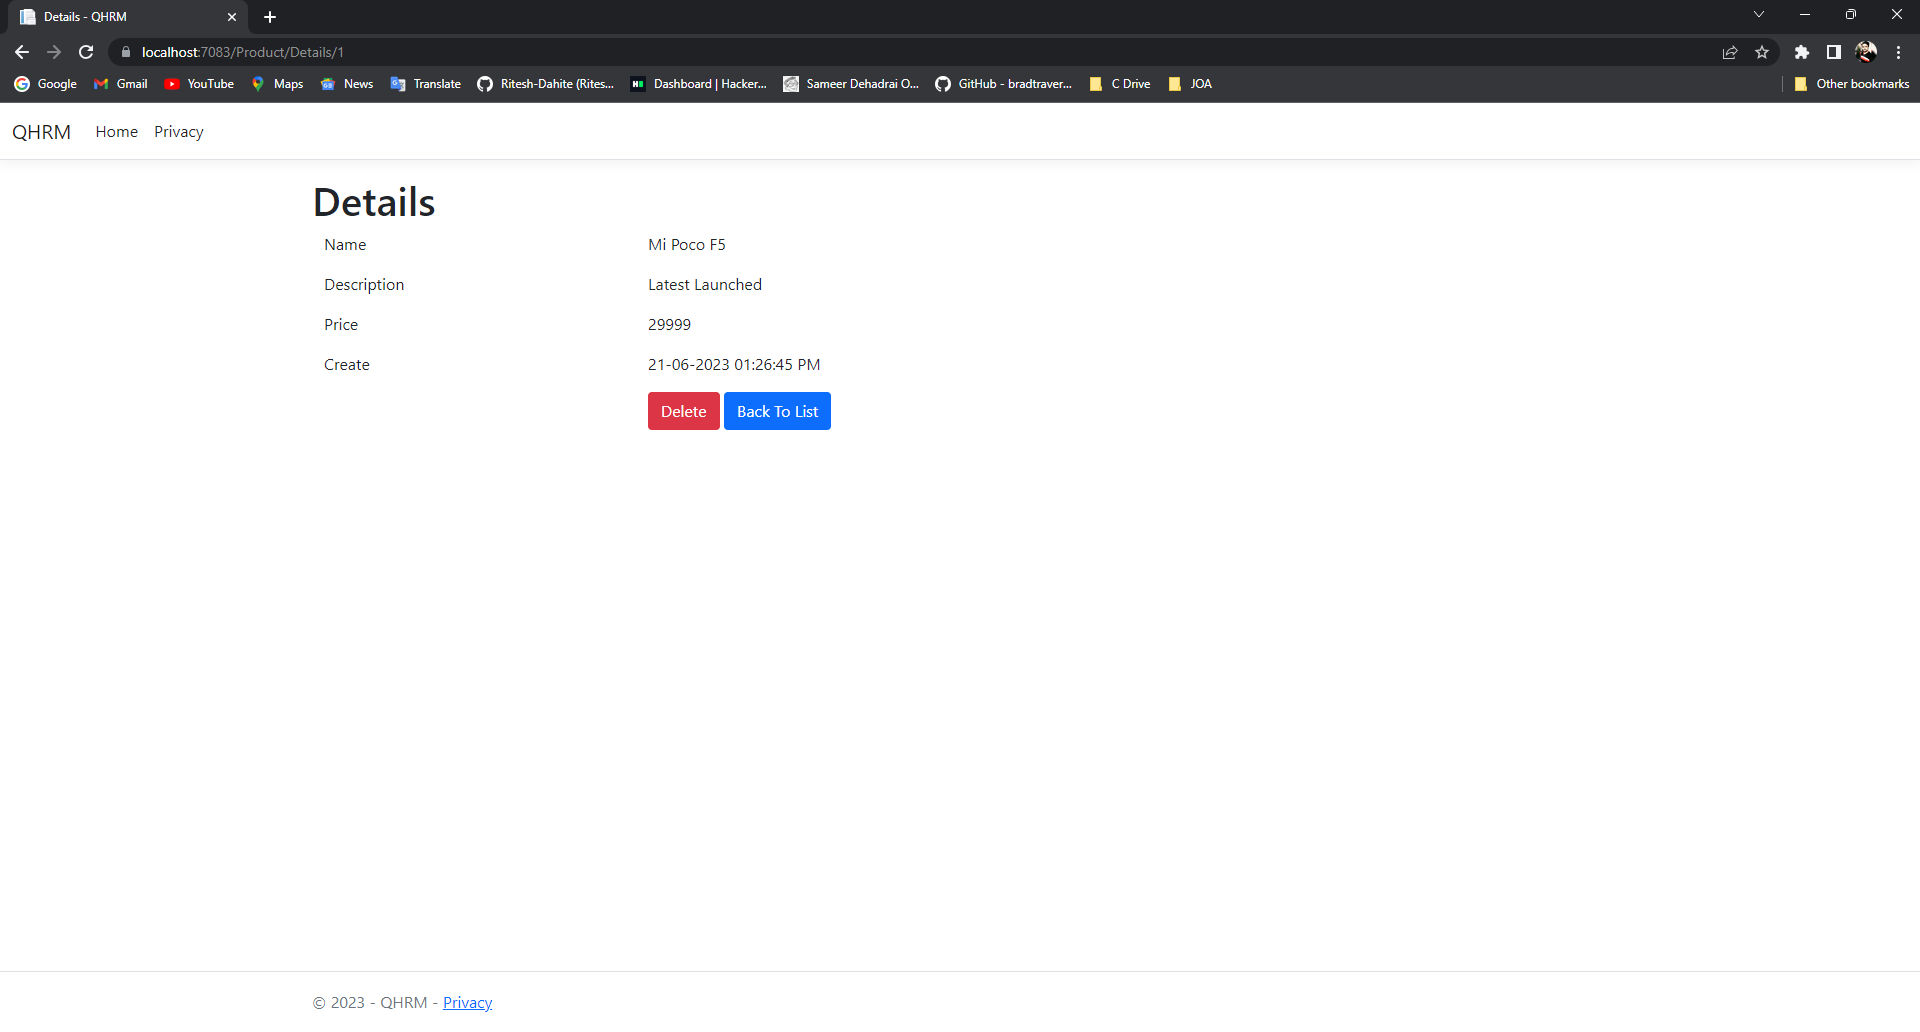 Details - QHRM
localhost:7083/Product/Details/1
Google Gmail YouTube Maps News Translate Ritesh-Dahite (Rites... Dashboard | Hacker... Sameer Dehadrai O... GitHub - bradtraver... C Drive JOA Other bookmarks
QHRM Home Privacy
Details
Name Mi Poco F5
Description Latest Launched
Price 29999
Create 21-06-2023 01:26:45 PM
Delete Back To List
© 2023 - QHRM - Privacy